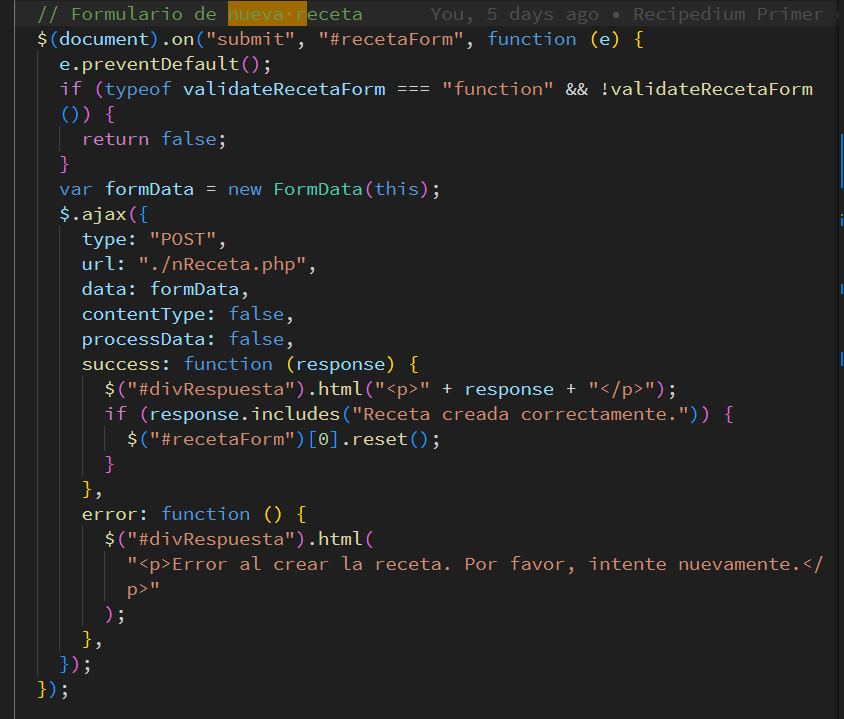 // Formulario de nueva·receta You, 5 days ago • Recipedium Primer
$(document).on("submit", "#recetaForm", function (e) {
e.preventDefault();
if (typeof validateRecetaForm === "function" && !validateRecetaForm
()) {
return false;
}
var formData = new FormData(this);
$.ajax({
type: "POST",
url: "./nReceta.php",
data: formData,
contentType: false,
processData: false,
success: function (response) {
$("#divRespuesta").html("<p>" + response + "</p>");
if (response.includes("Receta creada correctamente.")) {
$("#recetaForm")[0].reset();
}
},
error: function () {
$("#divRespuesta").html(
"<p>Error al crear la receta. Por favor, intente nuevamente.</
p>"
);
},
});
});